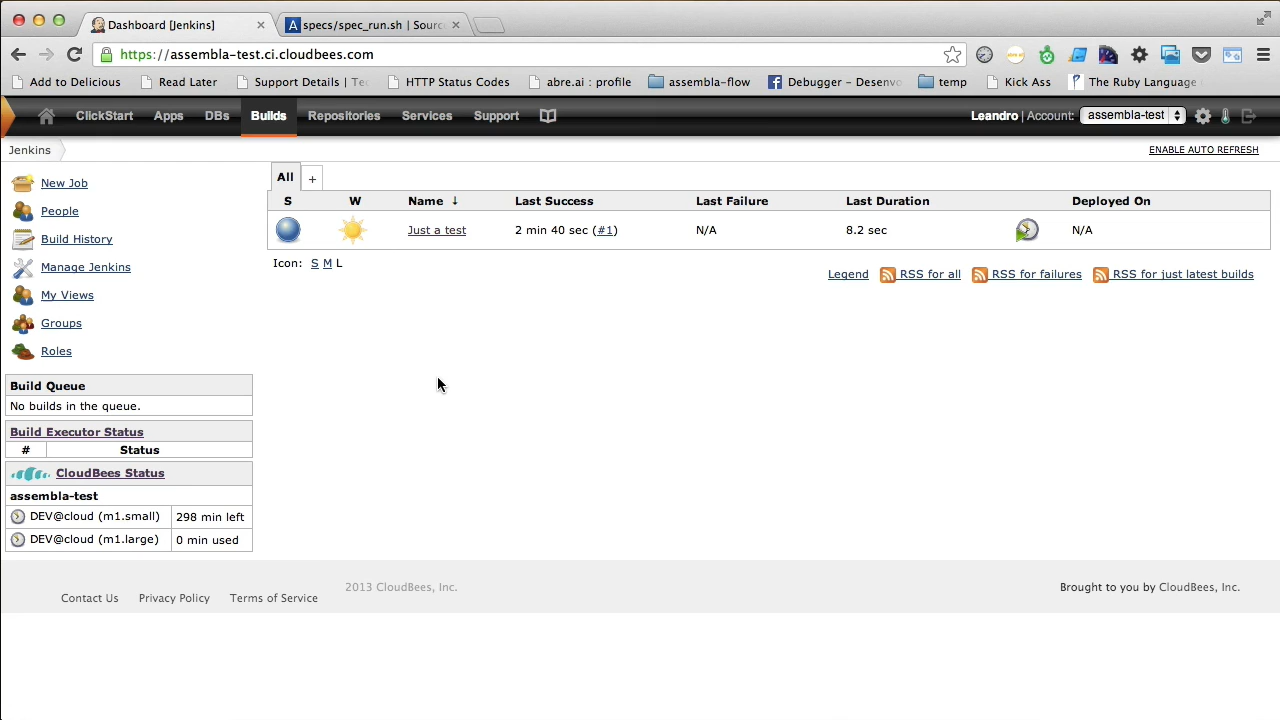 Dashboard [Jenkins]
specs/spec_run.sh | Sourc
https://assembla-test.ci.cloudbees.com
Add to Delicious
Read Later
Support Details | Tec
HTTP Status Codes
abre.ai : profile
assembla-flow
Debugger - Desenvo
temp
Kick Ass
The Ruby Language
ClickStart Apps DBs Builds Repositories Services Support
Leandro | Account: assembla-test
Jenkins
ENABLE AUTO REFRESH
New Job
People
Build History
Manage Jenkins
My Views
Groups
Roles
Build Queue
No builds in the queue.
Build Executor Status
# Status
CloudBees Status
assembla-test
DEV@cloud (m1.small) 298 min left
DEV@cloud (m1.large) 0 min used
All +
S W Name ↓ Last Success Last Failure Last Duration Deployed On
Just a test 2 min 40 sec (#1) N/A 8.2 sec N/A
Icon: S M L
Legend RSS for all RSS for failures RSS for just latest builds
Contact Us Privacy Policy Terms of Service
2013 CloudBees, Inc.
Brought to you by CloudBees, Inc.